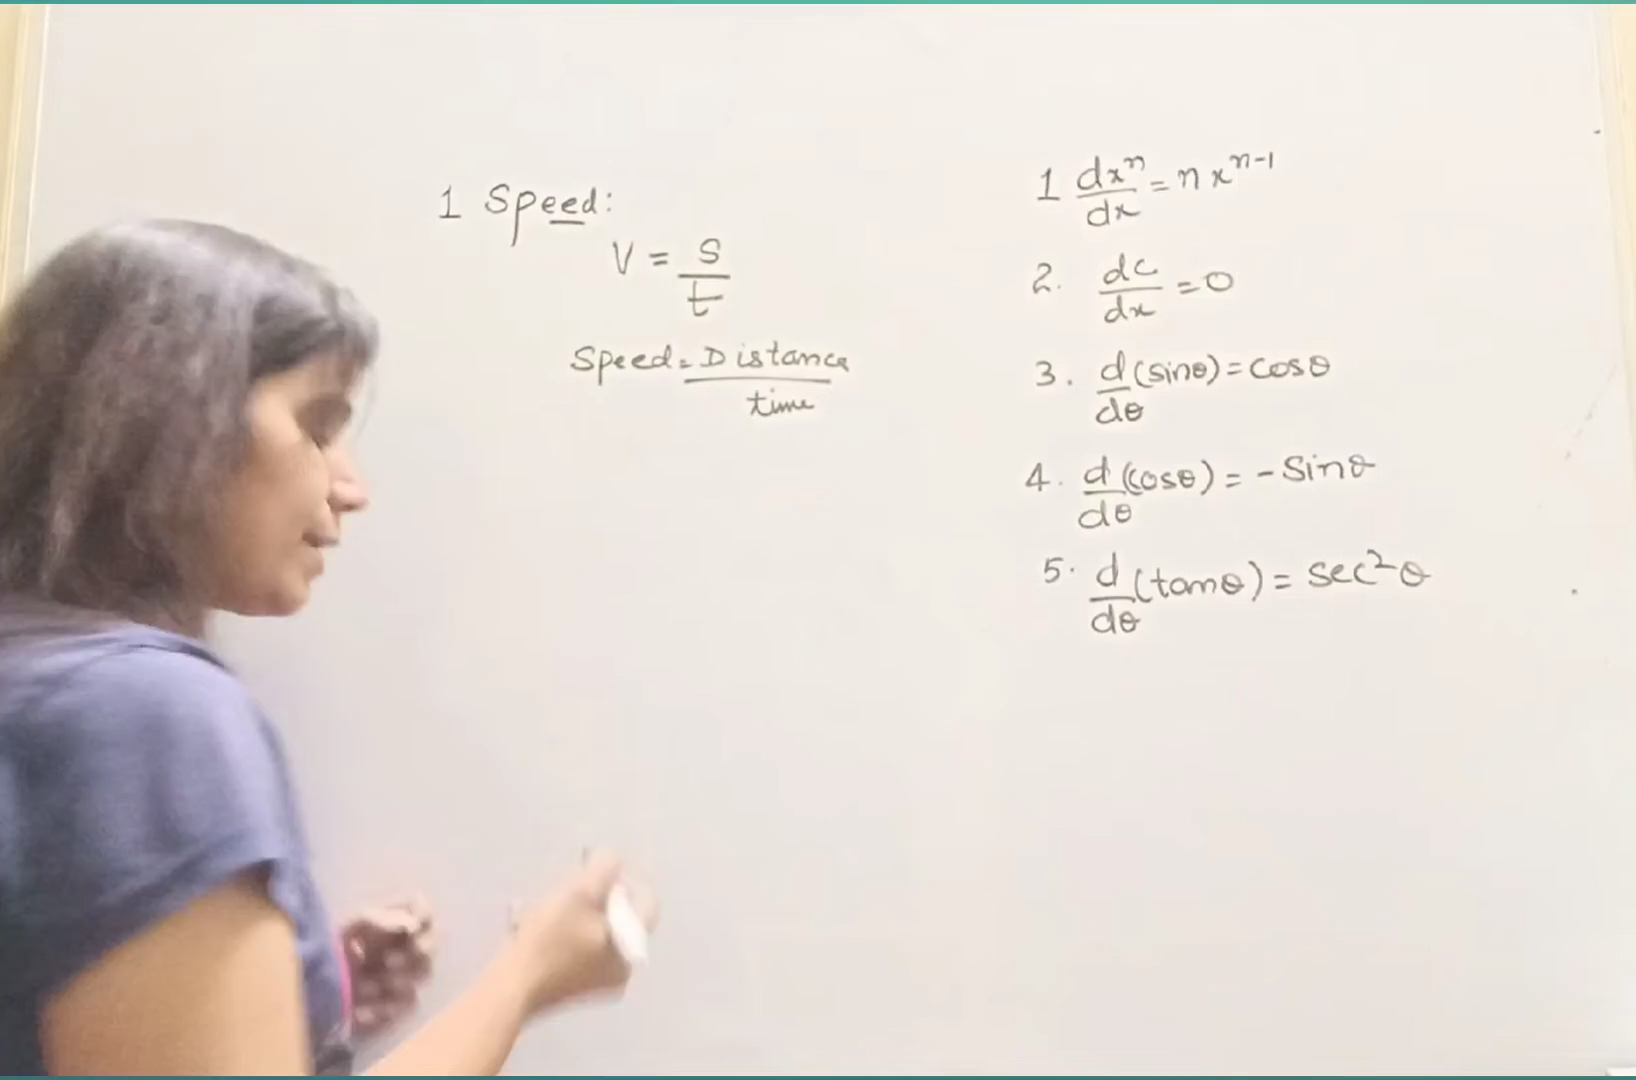 1 Speed:
V = s/t
Speed = Distance/time
1 dxⁿ/dx = n xⁿ⁻¹
2. dc/dx = 0
3. d/dθ (sinθ) = cosθ
4. d/dθ (cosθ) = - Sinθ
5. d/dθ (tanθ) = sec²θ